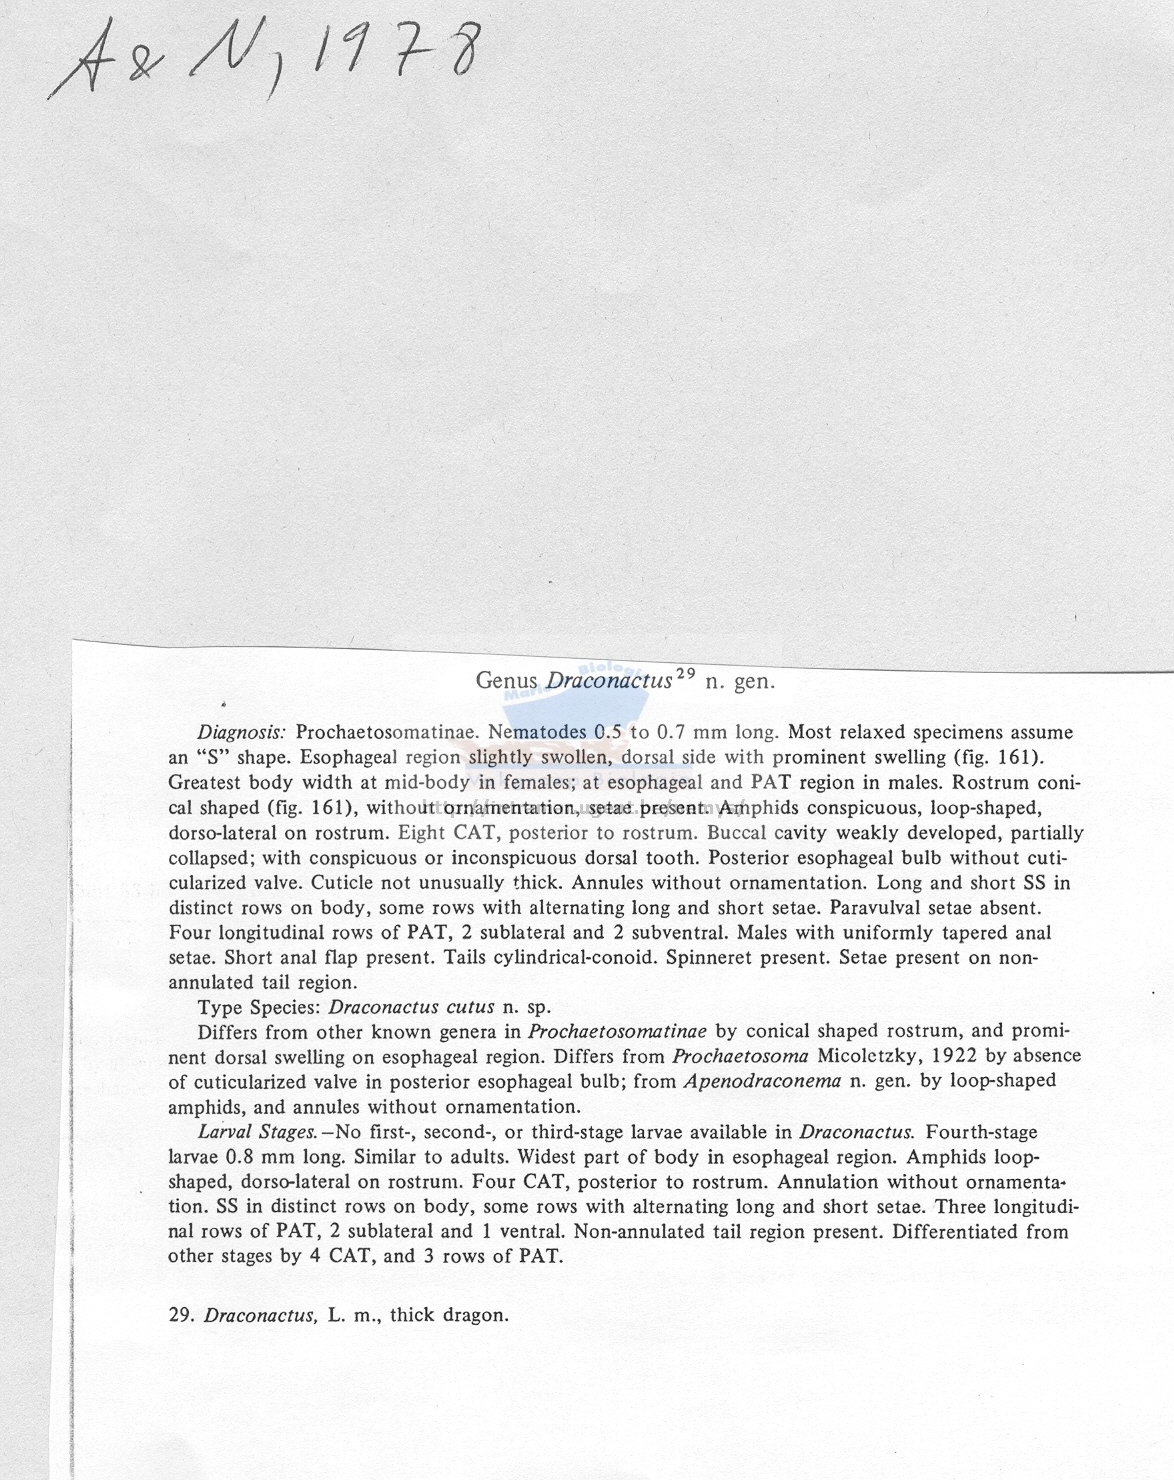 A & N, 1978
Genus Draconactus²⁹ n. gen.
Diagnosis: Prochaetosomatinae. Nematodes 0.5 to 0.7 mm long. Most relaxed specimens assume
an “S” shape. Esophageal region slightly swollen, dorsal side with prominent swelling (fig. 161).
Greatest body width at mid-body in females; at esophageal and PAT region in males. Rostrum coni-
cal shaped (fig. 161), without ornamentation, setae present. Amphids conspicuous, loop-shaped,
dorso-lateral on rostrum. Eight CAT, posterior to rostrum. Buccal cavity weakly developed, partially
collapsed; with conspicuous or inconspicuous dorsal tooth. Posterior esophageal bulb without cuti-
cularized valve. Cuticle not unusually thick. Annules without ornamentation. Long and short SS in
distinct rows on body, some rows with alternating long and short setae. Paravulval setae absent.
Four longitudinal rows of PAT, 2 sublateral and 2 subventral. Males with uniformly tapered anal
setae. Short anal flap present. Tails cylindrical-conoid. Spinneret present. Setae present on non-
annulated tail region.
Type Species: Draconactus cutus n. sp.
Differs from other known genera in Prochaetosomatinae by conical shaped rostrum, and promi-
nent dorsal swelling on esophageal region. Differs from Prochaetosoma Micoletzky, 1922 by absence
of cuticularized valve in posterior esophageal bulb; from Apenodraconema n. gen. by loop-shaped
amphids, and annules without ornamentation.
Larval Stages.—No first-, second-, or third-stage larvae available in Draconactus. Fourth-stage
larvae 0.8 mm long. Similar to adults. Widest part of body in esophageal region. Amphids loop-
shaped, dorso-lateral on rostrum. Four CAT, posterior to rostrum. Annulation without ornamenta-
tion. SS in distinct rows on body, some rows with alternating long and short setae. Three longitudi-
nal rows of PAT, 2 sublateral and 1 ventral. Non-annulated tail region present. Differentiated from
other stages by 4 CAT, and 3 rows of PAT.
29. Draconactus, L. m., thick dragon.